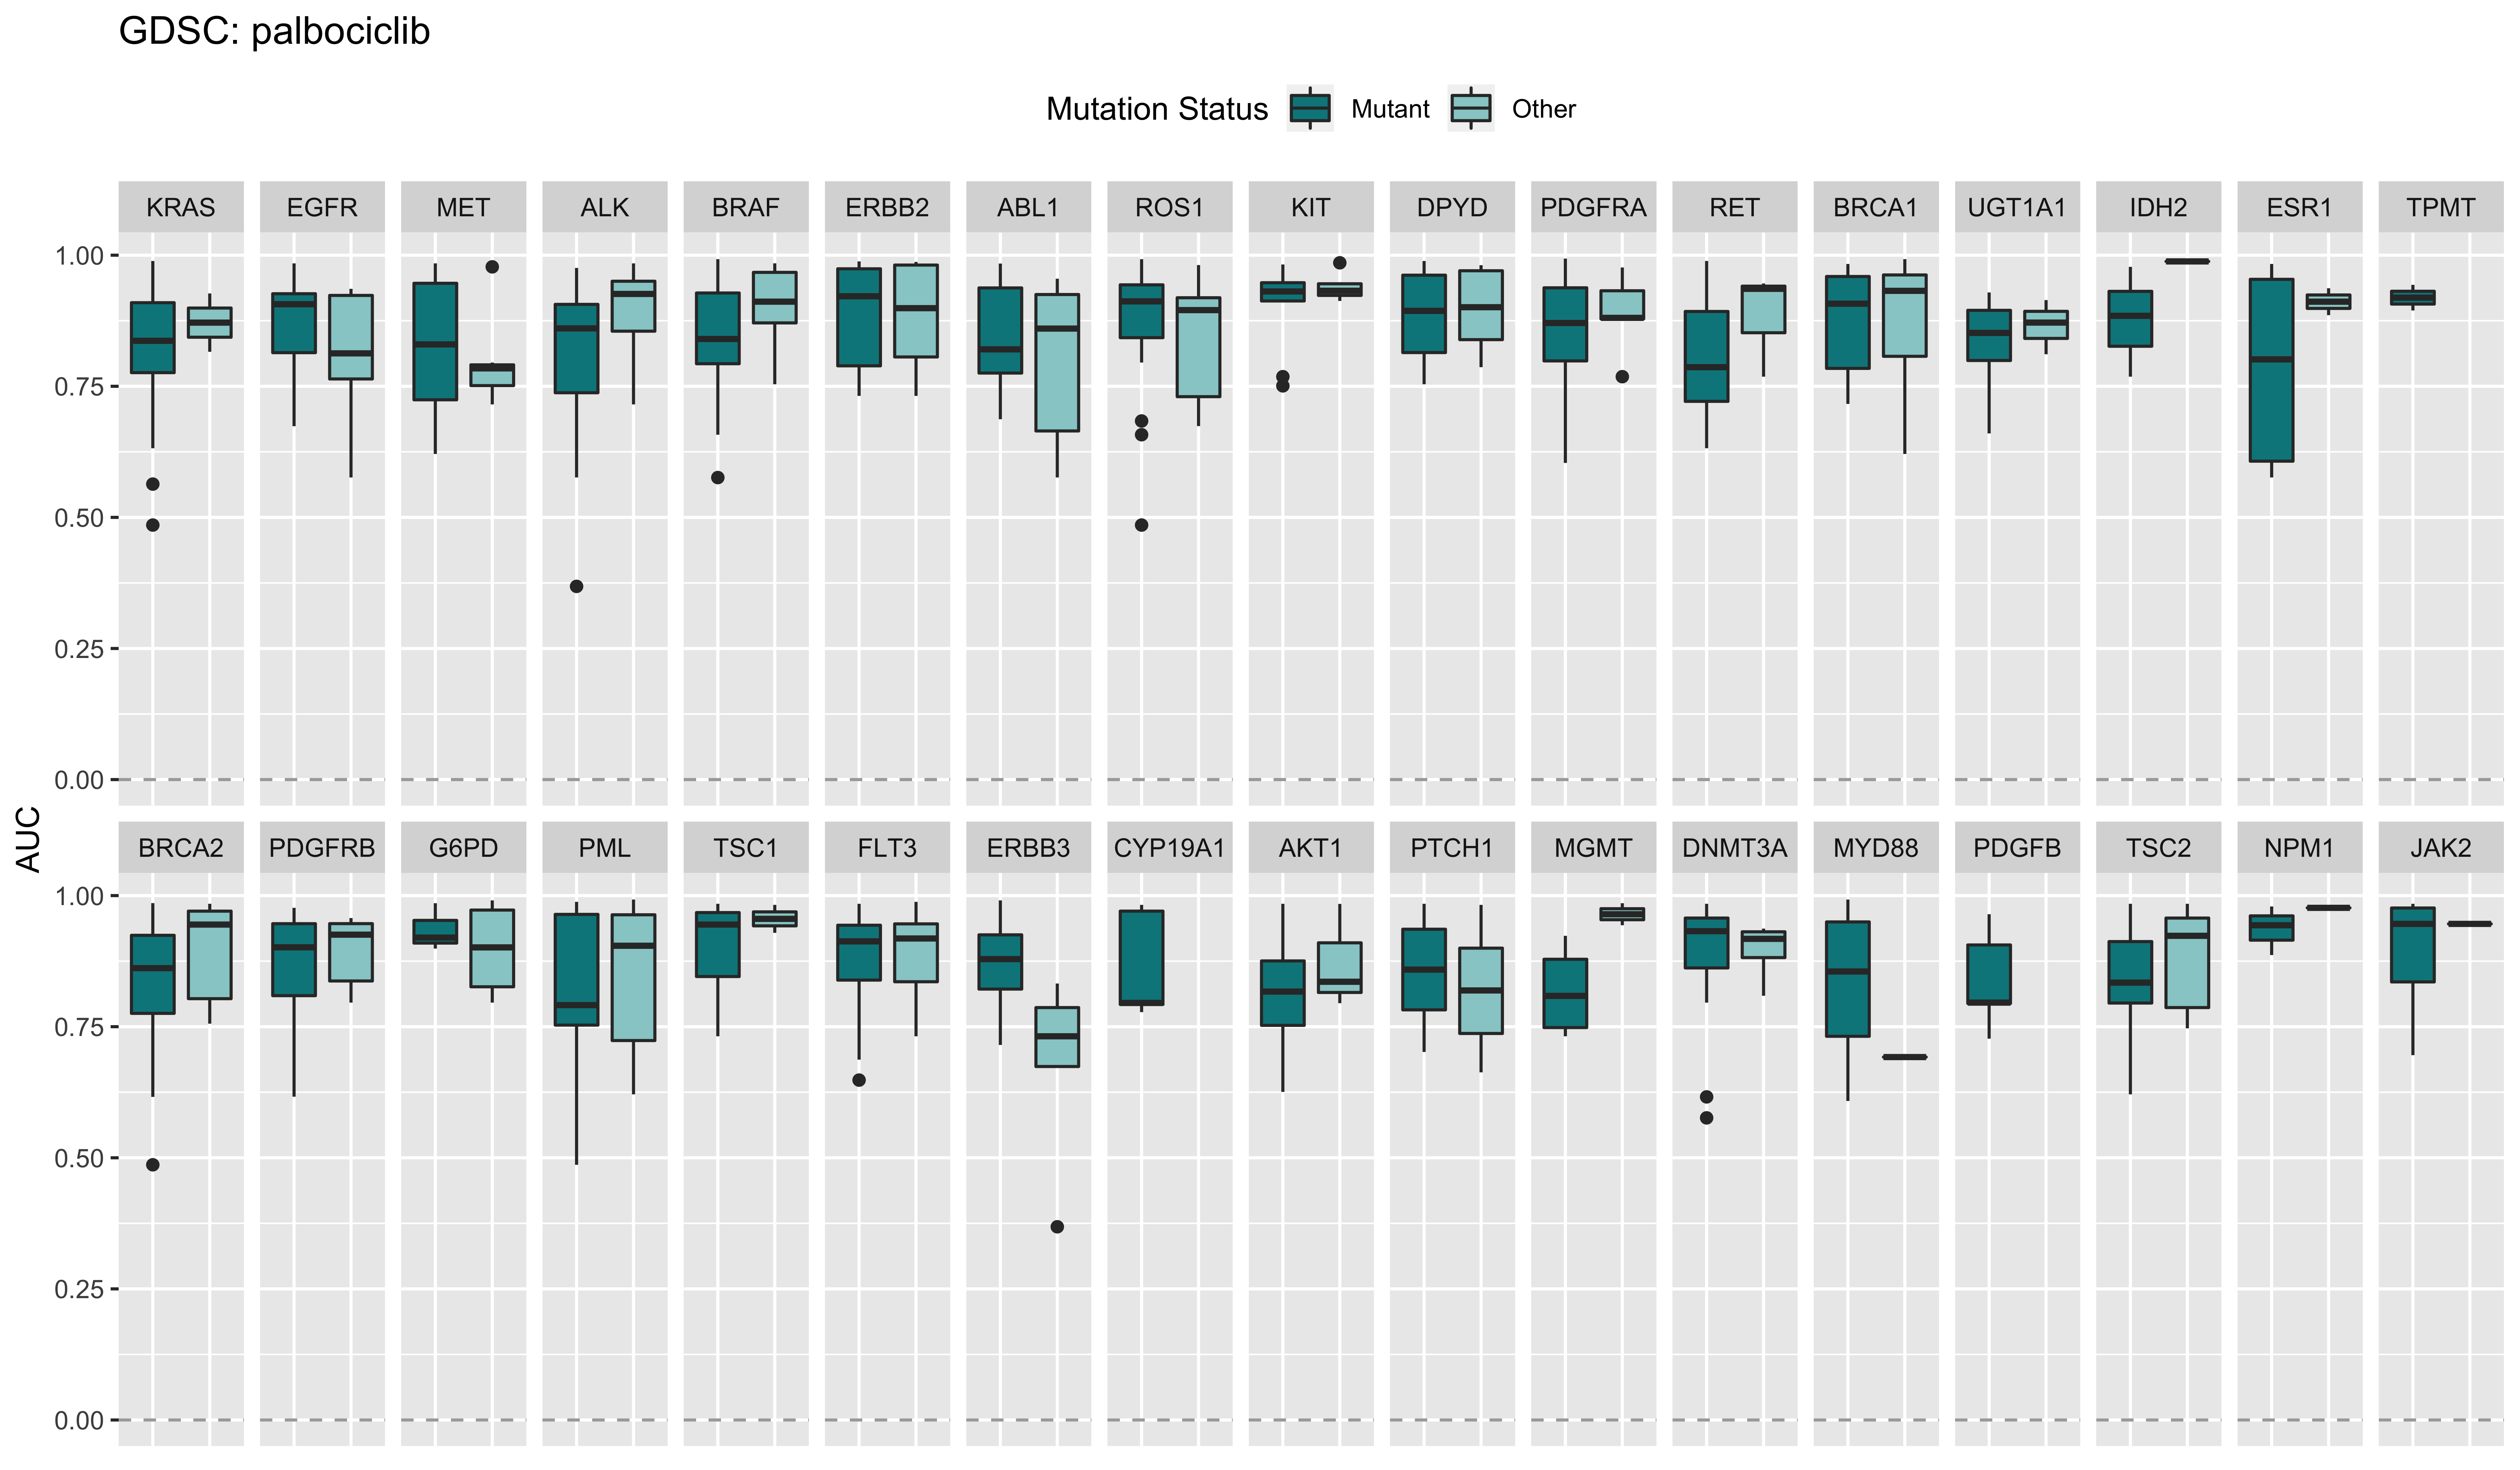 GDSC: palbociclib
Mutation Status Mutant Other
KRAS EGFR MET ALK BRAF ERBB2 ABL1 ROS1 KIT DPYD PDGFRA RET BRCA1 UGT1A1 IDH2 ESR1 TPMT
1.00
0.75
0.50
0.25
0.00
AUC
BRCA2 PDGFRB G6PD PML TSC1 FLT3 ERBB3 CYP19A1 AKT1 PTCH1 MGMT DNMT3A MYD88 PDGFB TSC2 NPM1 JAK2
1.00
0.75
0.50
0.25
0.00